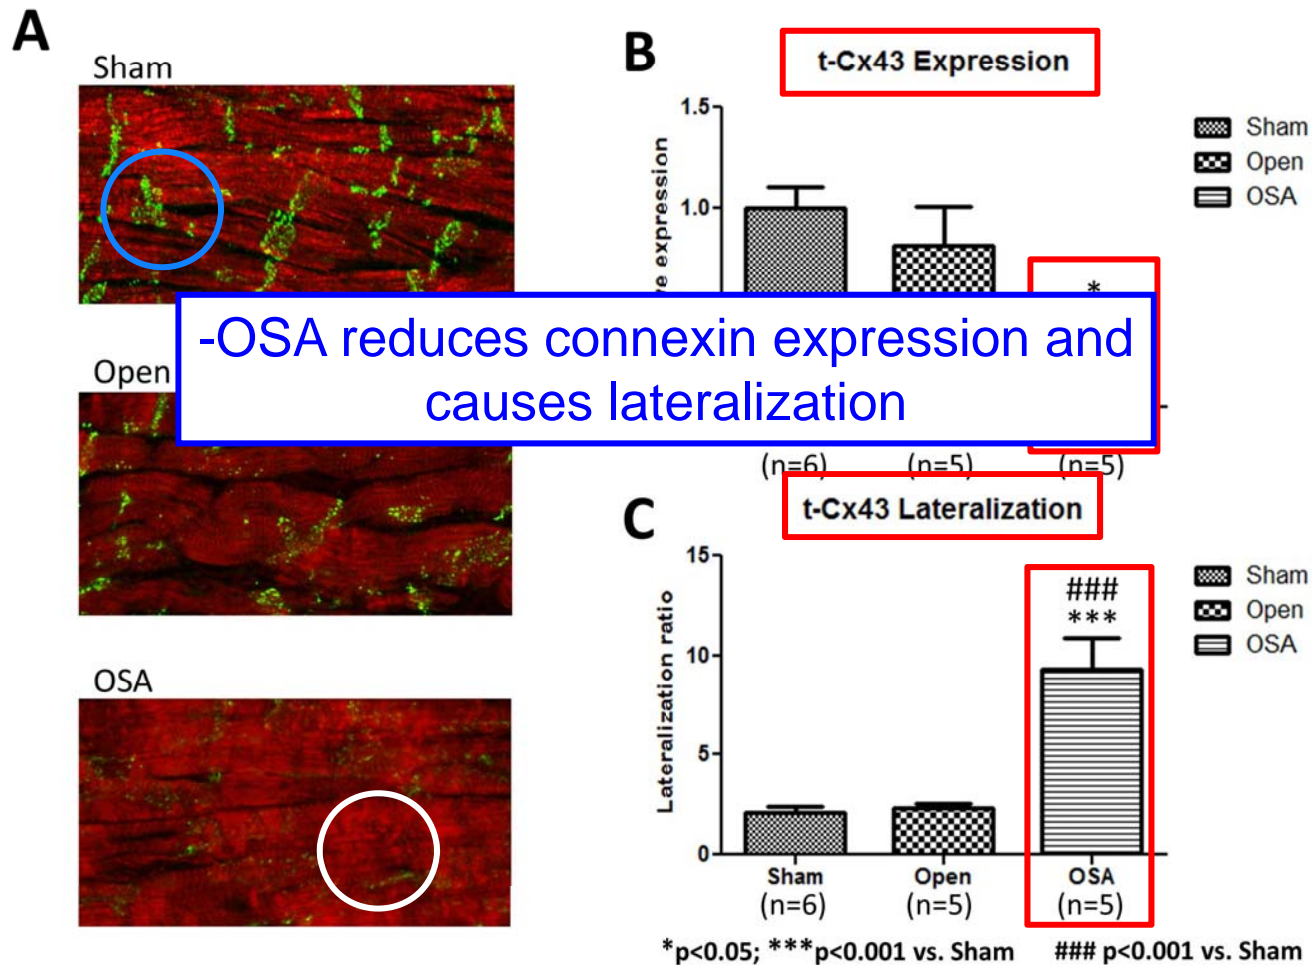 A
Sham
Open
OSA
B
t-Cx43 Expression
1.5
1.0
expression
*
Sham
Open
OSA
-OSA reduces connexin expression and
causes lateralization
(n=6) (n=5) (n=5)
C
t-Cx43 Lateralization
Lateralization ratio
15
10
5
0
###
***
Sham
Open
OSA
Sham Open OSA
(n=6) (n=5) (n=5)
*p<0.05; ***p<0.001 vs. Sham ### p<0.001 vs. Sham